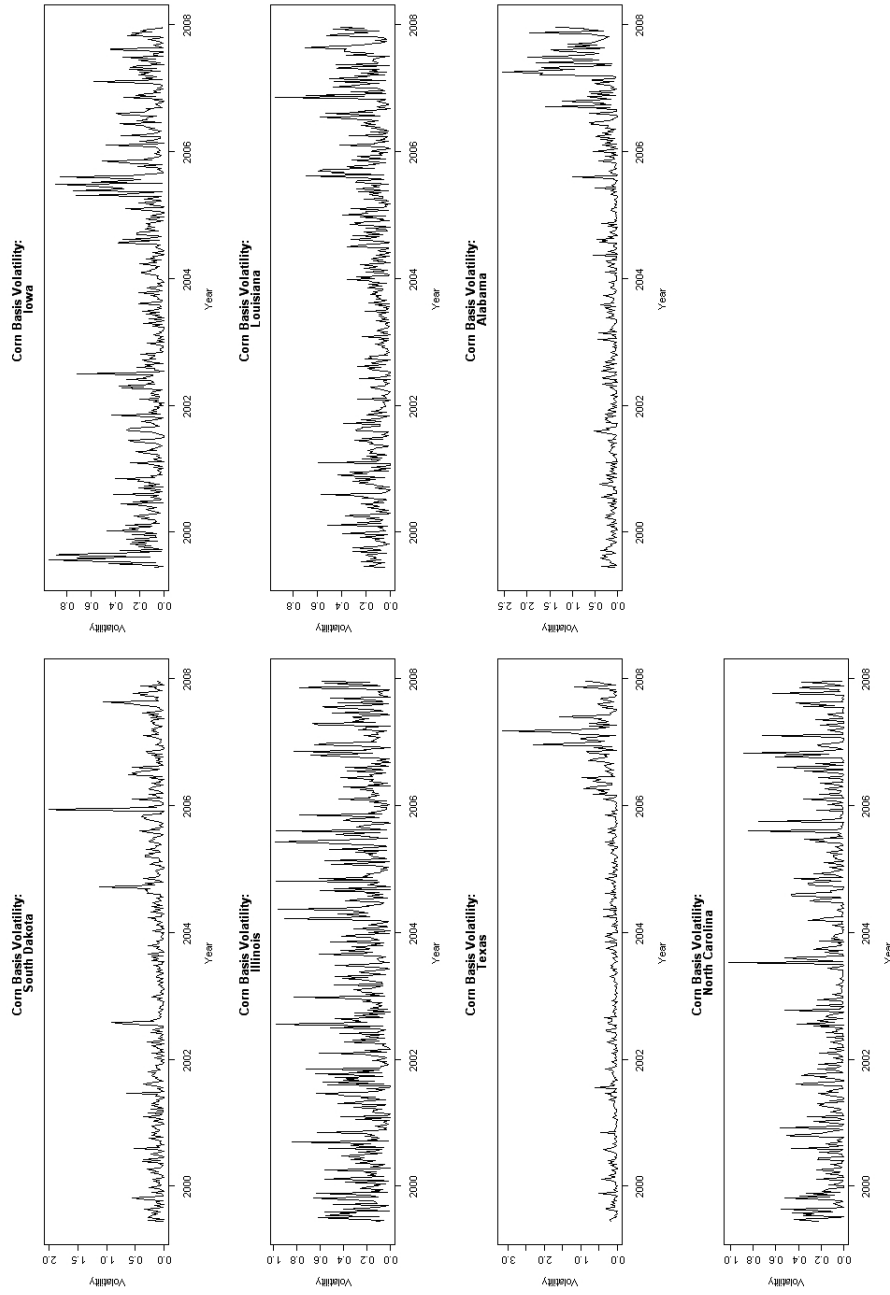 Corn Basis Volatility:
South Dakota
Volatility
2.0
1.5
1.0
0.5
0.0
2000 2002 2004 2006 2008
Year
Corn Basis Volatility:
Iowa
Volatility
0.8
0.6
0.4
0.2
0.0
2000 2002 2004 2006 2008
Year
Corn Basis Volatility:
Illinois
Volatility
1.0
0.8
0.6
0.4
0.2
0.0
2000 2002 2004 2006 2008
Year
Corn Basis Volatility:
Louisiana
Volatility
0.8
0.6
0.4
0.2
0.0
2000 2002 2004 2006 2008
Year
Corn Basis Volatility:
Texas
Volatility
3.0
2.0
1.0
0.0
2000 2002 2004 2006 2008
Year
Corn Basis Volatility:
Alabama
Volatility
2.5
2.0
1.5
1.0
0.5
0.0
2000 2002 2004 2006 2008
Year
Corn Basis Volatility:
North Carolina
Volatility
1.0
0.8
0.6
0.4
0.2
0.0
2000 2002 2004 2006 2008
Year